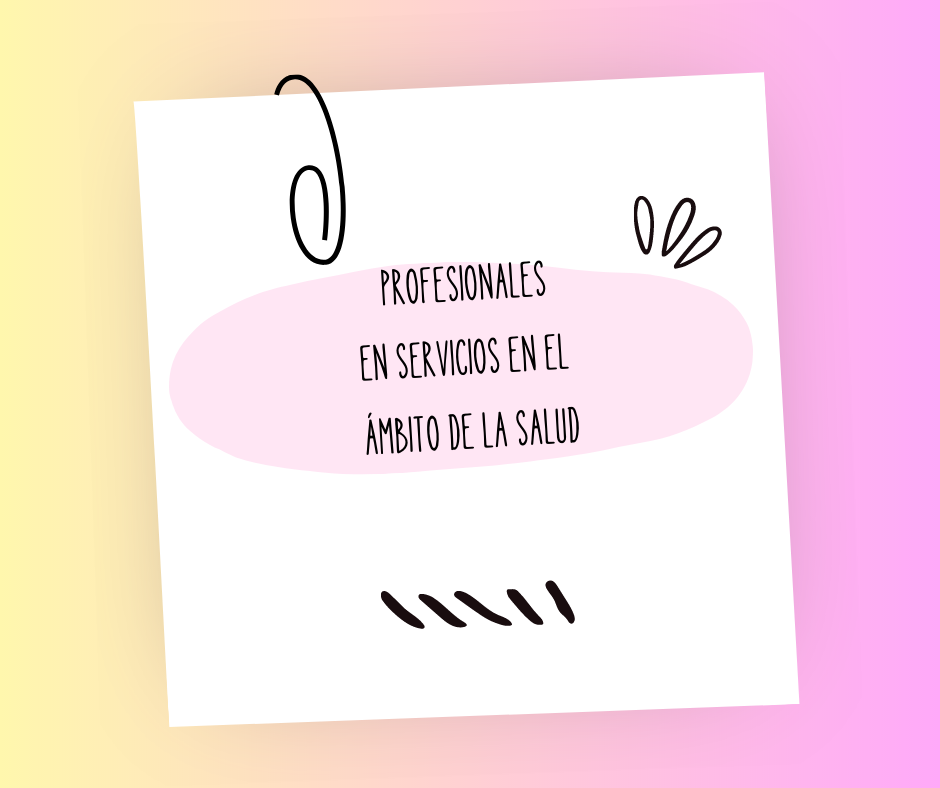 PROFESIONALES
EN SERVICIOS EN EL
ÁMBITO DE LA SALUD